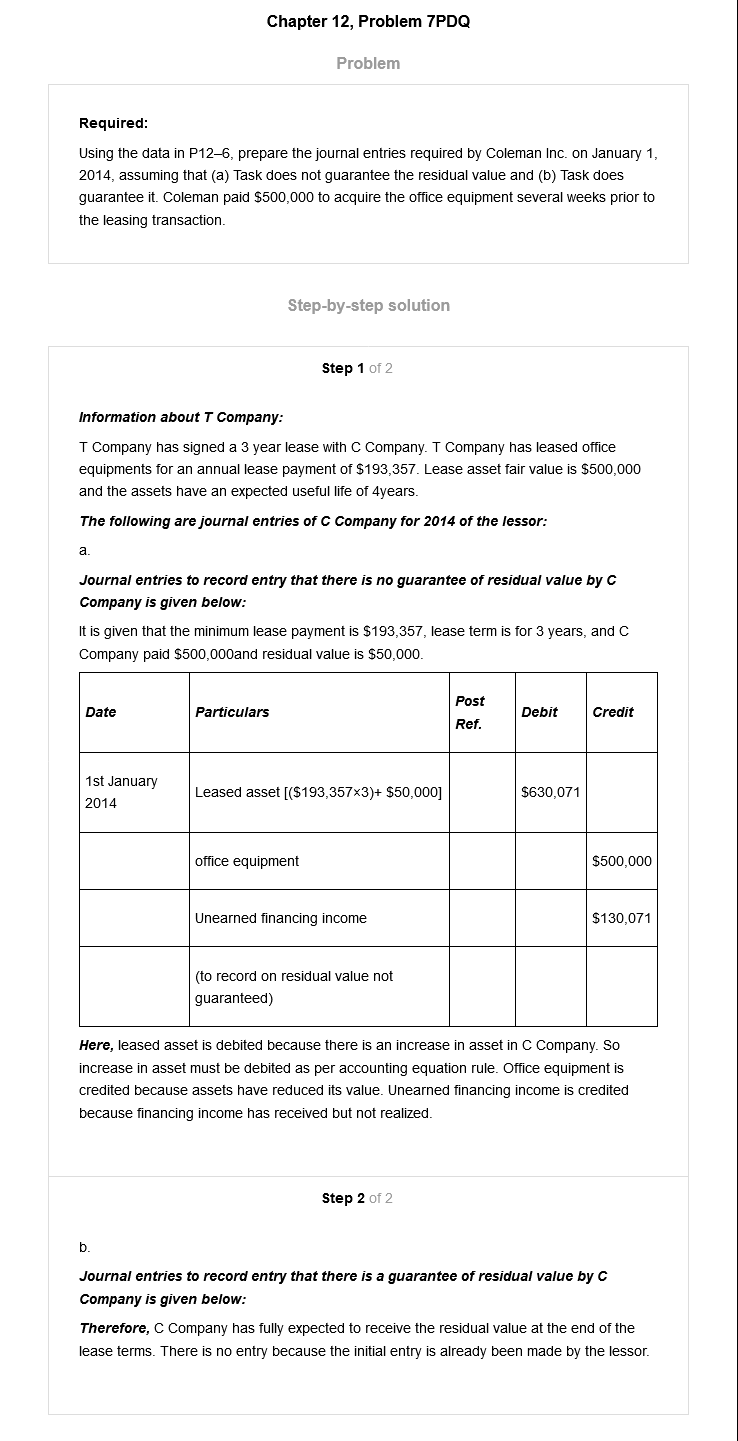 Chapter 12, Problem 7PDQ
Problem
Required:
Using the data in P12–6, prepare the journal entries required by Coleman Inc. on January 1,
2014, assuming that (a) Task does not guarantee the residual value and (b) Task does
guarantee it. Coleman paid $500,000 to acquire the office equipment several weeks prior to
the leasing transaction.
Step-by-step solution
Step 1 of 2
Information about T Company:
T Company has signed a 3 year lease with C Company. T Company has leased office
equipments for an annual lease payment of $193,357. Lease asset fair value is $500,000
and the assets have an expected useful life of 4years.
The following are journal entries of C Company for 2014 of the lessor:
a.
Journal entries to record entry that there is no guarantee of residual value by C
Company is given below:
It is given that the minimum lease payment is $193,357, lease term is for 3 years, and C
Company paid $500,000and residual value is $50,000.
Date Particulars Post Ref. Debit Credit
1st January 2014 Leased asset [($193,357×3)+ $50,000] $630,071
office equipment $500,000
Unearned financing income $130,071
(to record on residual value not
guaranteed)
Here, leased asset is debited because there is an increase in asset in C Company. So
increase in asset must be debited as per accounting equation rule. Office equipment is
credited because assets have reduced its value. Unearned financing income is credited
because financing income has received but not realized.
Step 2 of 2
b.
Journal entries to record entry that there is a guarantee of residual value by C
Company is given below:
Therefore, C Company has fully expected to receive the residual value at the end of the
lease terms. There is no entry because the initial entry is already been made by the lessor.